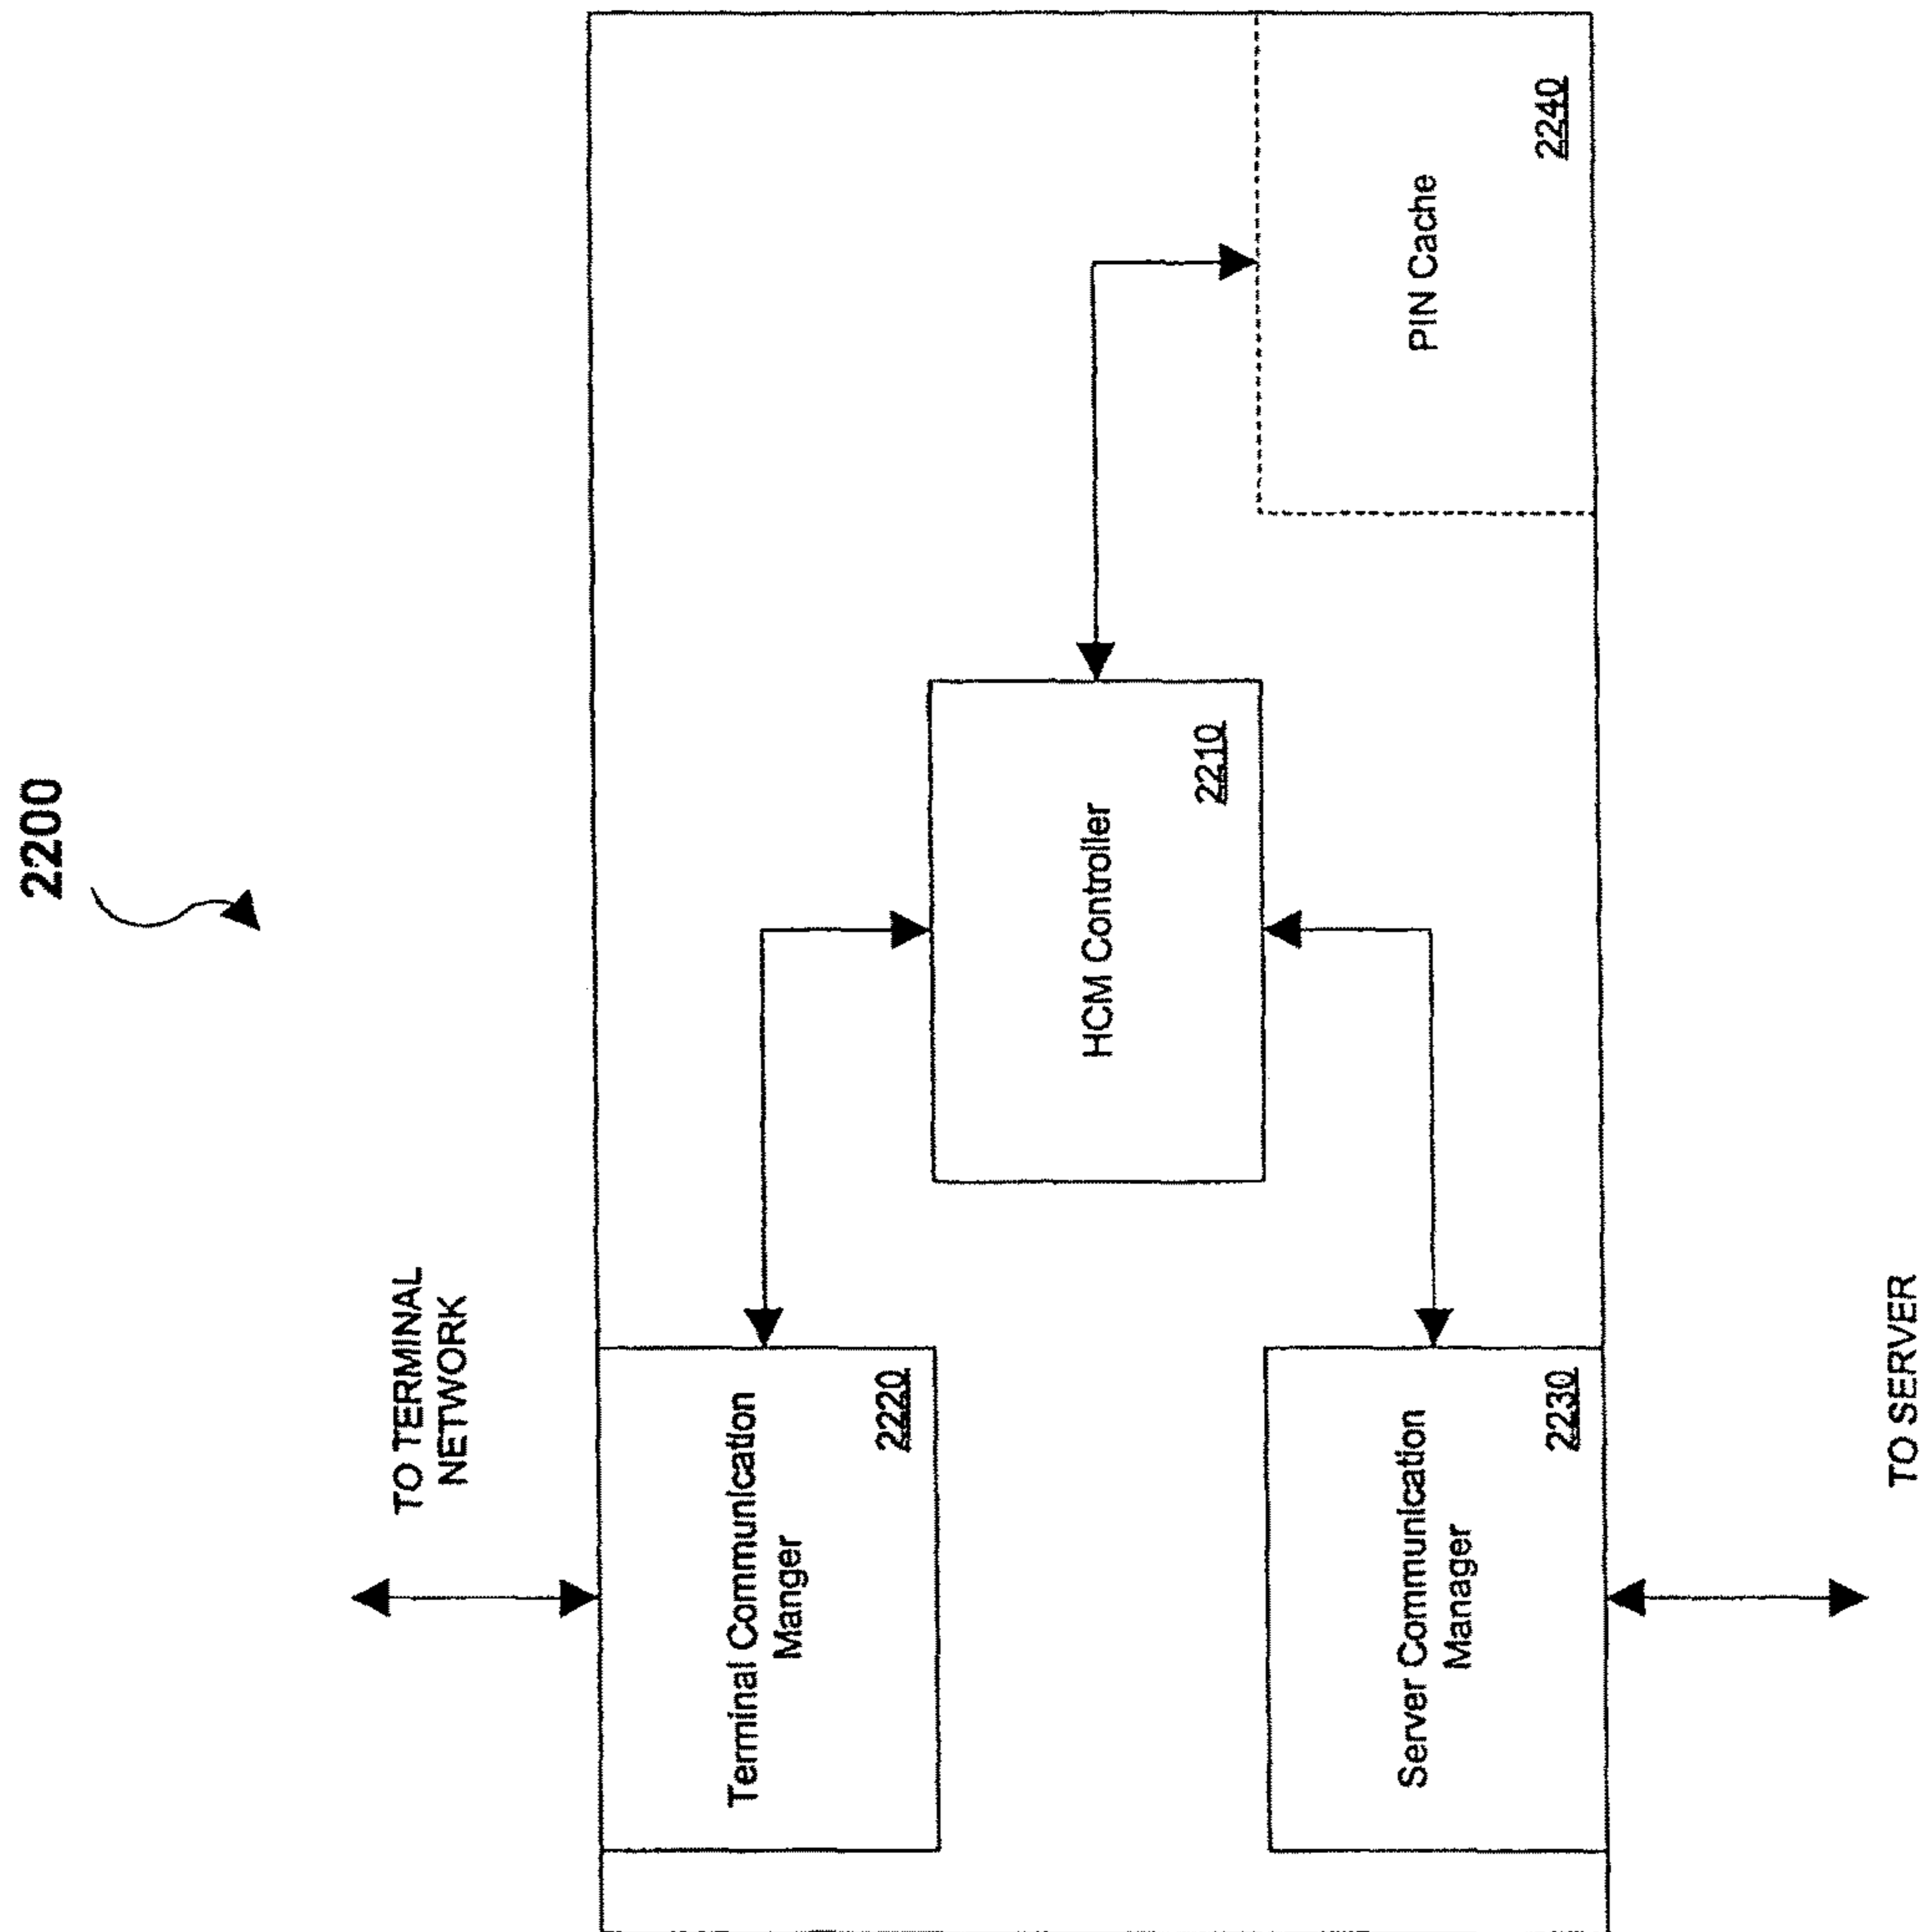 2200
TO TERMINAL
NETWORK
Terminal Communication
Manger
2220
HCM Controller
2210
Server Communication
Manager
2230
PIN Cache
2240
TO SERVER